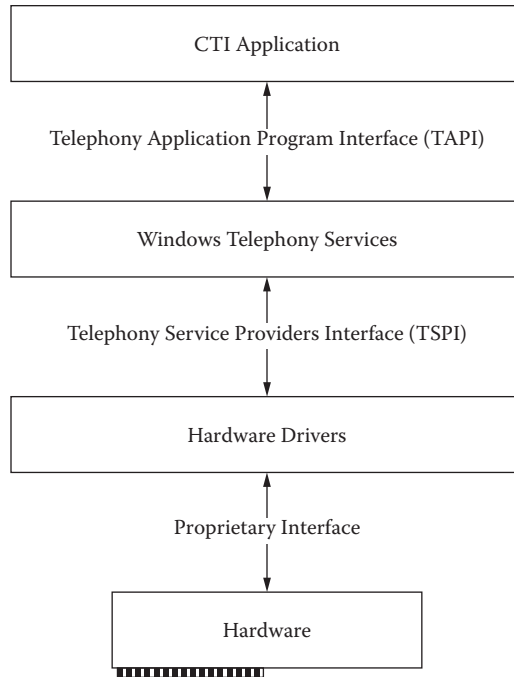 CTI Application
Telephony Application Program Interface (TAPI)
Windows Telephony Services
Telephony Service Providers Interface (TSPI)
Hardware Drivers
Proprietary Interface
Hardware